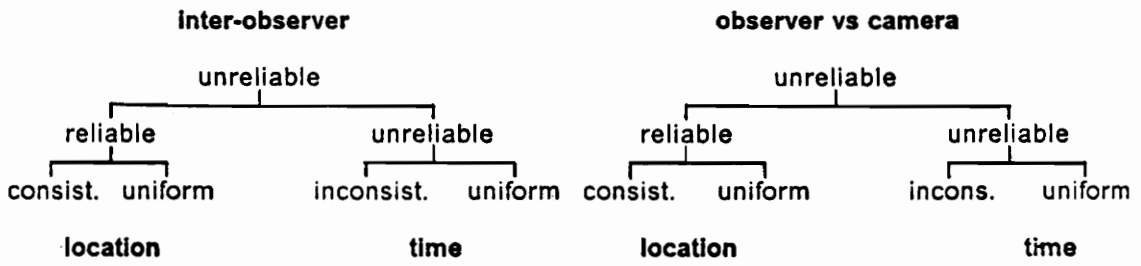 inter-observer observer vs camera
unreliable unreliable
reliable unreliable reliable unreliable
consist. uniform inconsist. uniform consist. uniform incons. uniform
location time location time